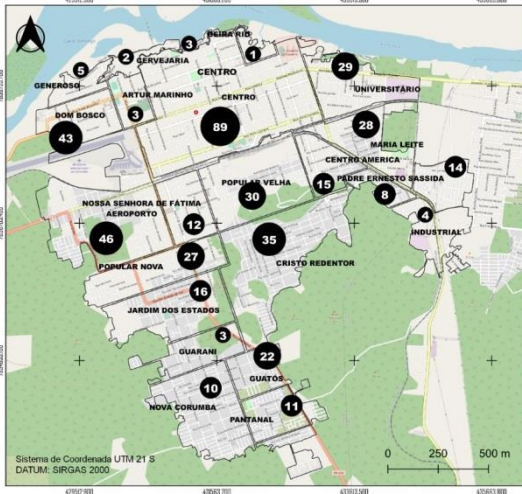 BEIRA RIO
3
2
1
CERVEJARIA
5
CENTRO
29
GENEROSO
ARTUR MARINHO
UNIVERSITÁRIO
CENTRO
3
DOM BOSCO
43
89
28
MARIA LEITE
CENTRO AMERICA
14
POPULAR VELHA
15
PADRE ERNESTO SASSIDA
30
8
NOSSA SENHORA DE FÁTIMA
AEROPORTO
4
12
INDUSTRIAL
46
35
27
CRISTO REDENTOR
POPULAR NOVA
16
JARDIM DOS ESTADOS
3
GUARANI
22
GUATÓS
10
NOVA CORUMBÁ
11
PANTANAL
Sistema de Coordenada UTM 21 S
DATUM: SIRGAS 2000
0 250 500 m